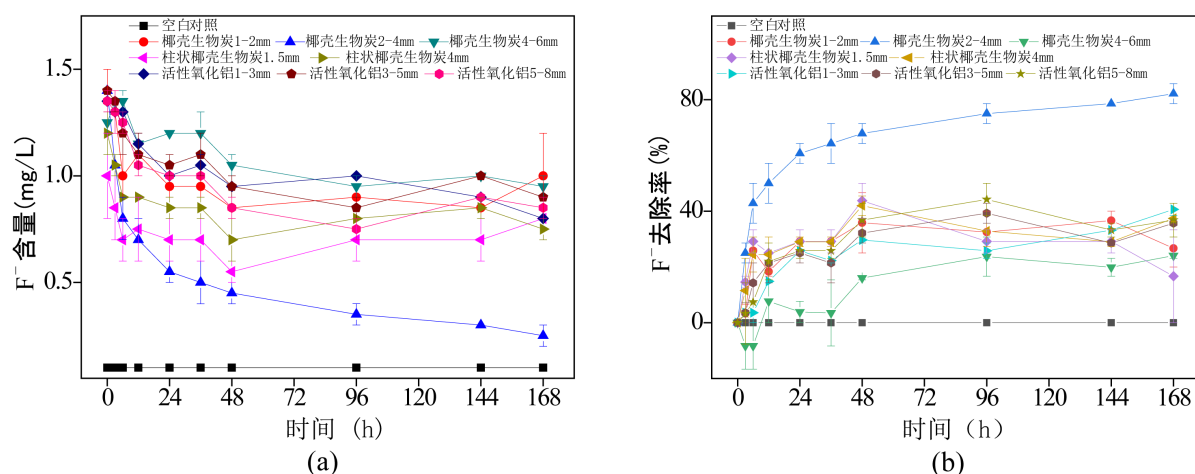 空白对照
椰壳生物炭1-2mm 椰壳生物炭2-4mm 椰壳生物炭4-6mm
柱状椰壳生物炭1.5mm 柱状椰壳生物炭4mm
活性氧化铝1-3mm 活性氧化铝3-5mm 活性氧化铝5-8mm
F⁻ 含量(mg/L)
1.5
1.0
0.5
0 24 48 72 96 120 144 168
时间 (h)
(a)
空白对照
椰壳生物炭1-2mm 椰壳生物炭2-4mm 椰壳生物炭4-6mm
柱状椰壳生物炭1.5mm 柱状椰壳生物炭4mm
活性氧化铝1-3mm 活性氧化铝3-5mm 活性氧化铝5-8mm
F⁻去除率(%)
80
40
0
0 24 48 72 96 120 144 168
时间（h）
(b)